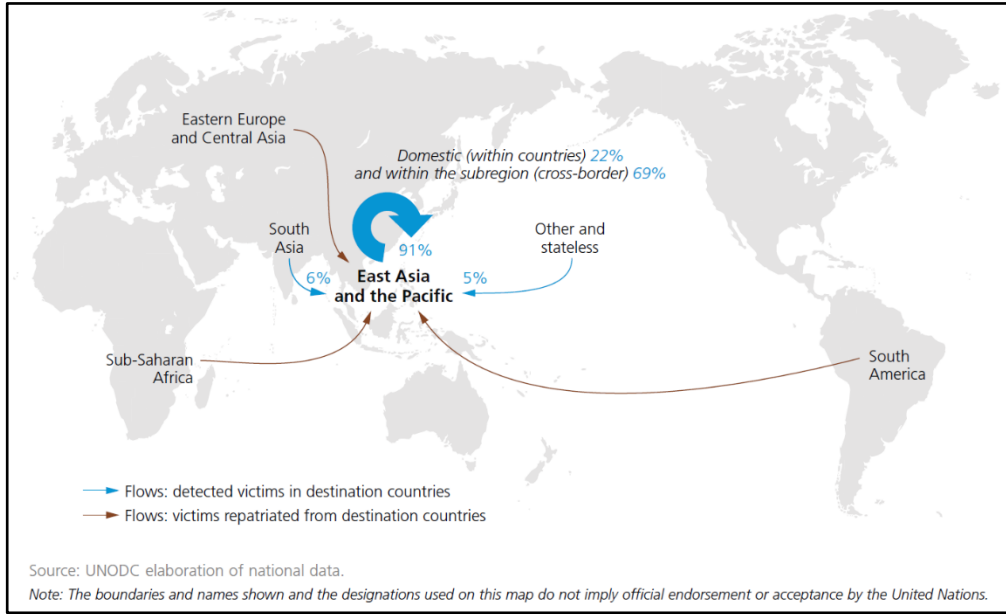 Eastern Europe
and Central Asia
Domestic (within countries) 22%
and within the subregion (cross-border) 69%
South
Asia
91%
Other and
stateless
6%
East Asia
and the Pacific
5%
Sub-Saharan
Africa
South
America
Flows: detected victims in destination countries
Flows: victims repatriated from destination countries
Source: UNODC elaboration of national data.
Note: The boundaries and names shown and the designations used on this map do not imply official endorsement or acceptance by the United Nations.